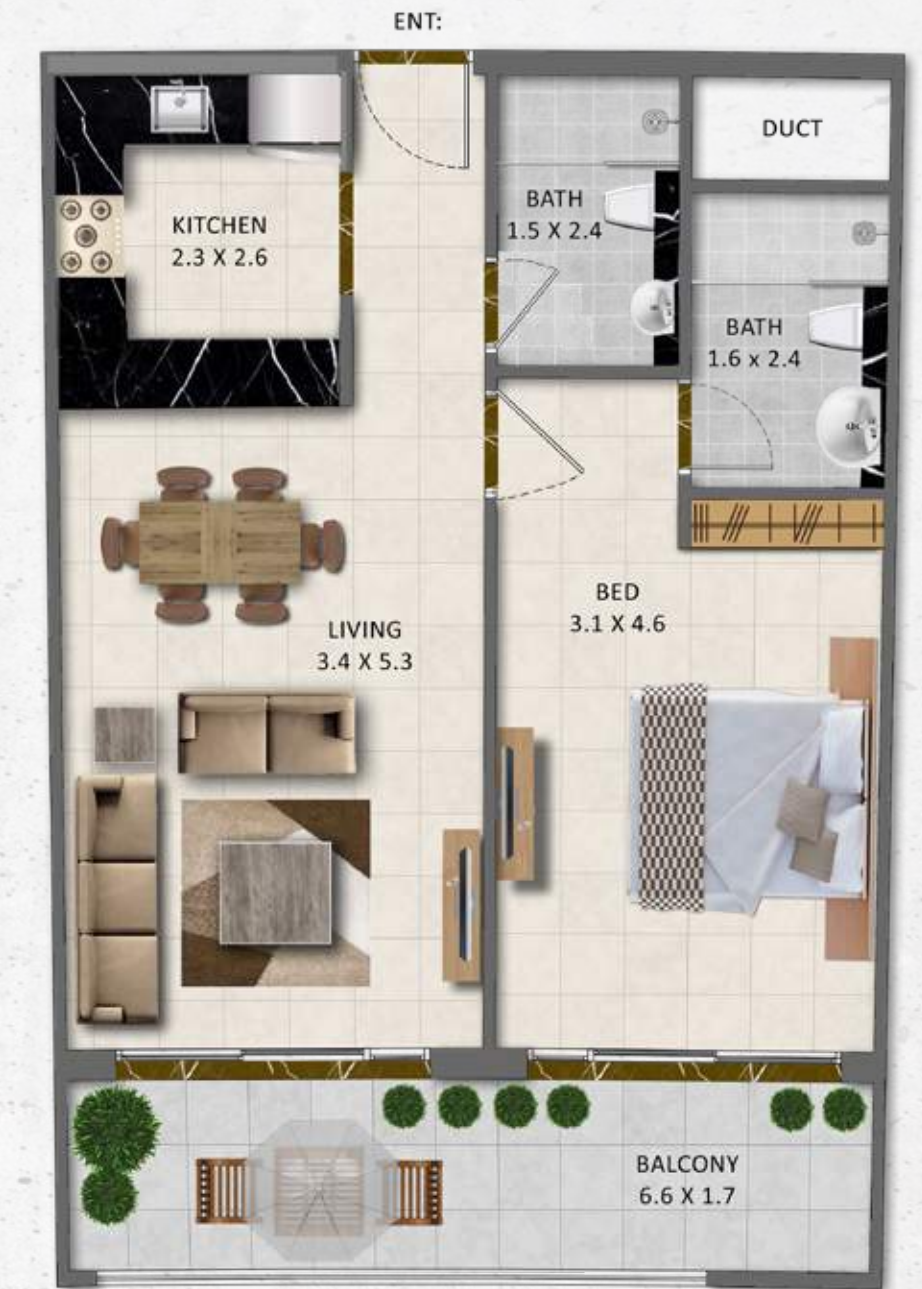 ENT:
DUCT
KITCHEN
2.3 X 2.6
BATH
1.5 X 2.4
BATH
1.6 x 2.4
BED
3.1 X 4.6
LIVING
3.4 X 5.3
BALCONY
6.6 X 1.7